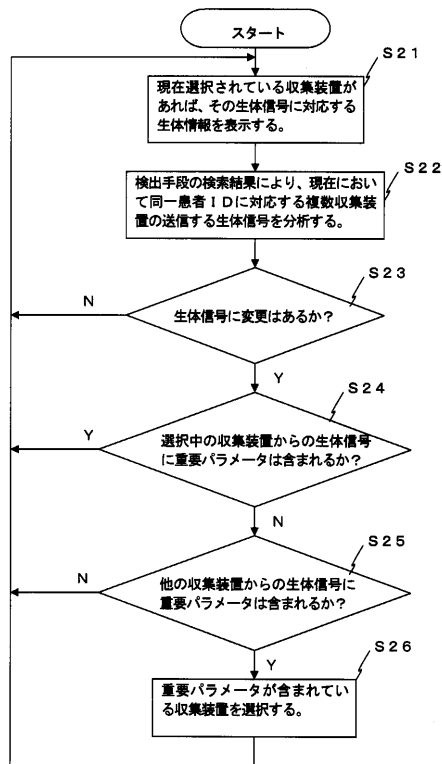 スタート
S21
現在選択されている収集装置が
あれば、その生体信号に対応する
生体情報を表示する。
S22
検出手段の検索結果により、現在におい
て同一患者IDに対応する複数収集装
置の送信する生体信号を分析する。
S23
N
生体信号に変更はあるか?
Y
S24
Y
選択中の収集装置からの生体信号
に重要パラメータは含まれるか?
N
S25
N
他の収集装置からの生体信号に
重要パラメータは含まれるか?
Y
S26
重要パラメータが含まれてい
る収集装置を選択する。